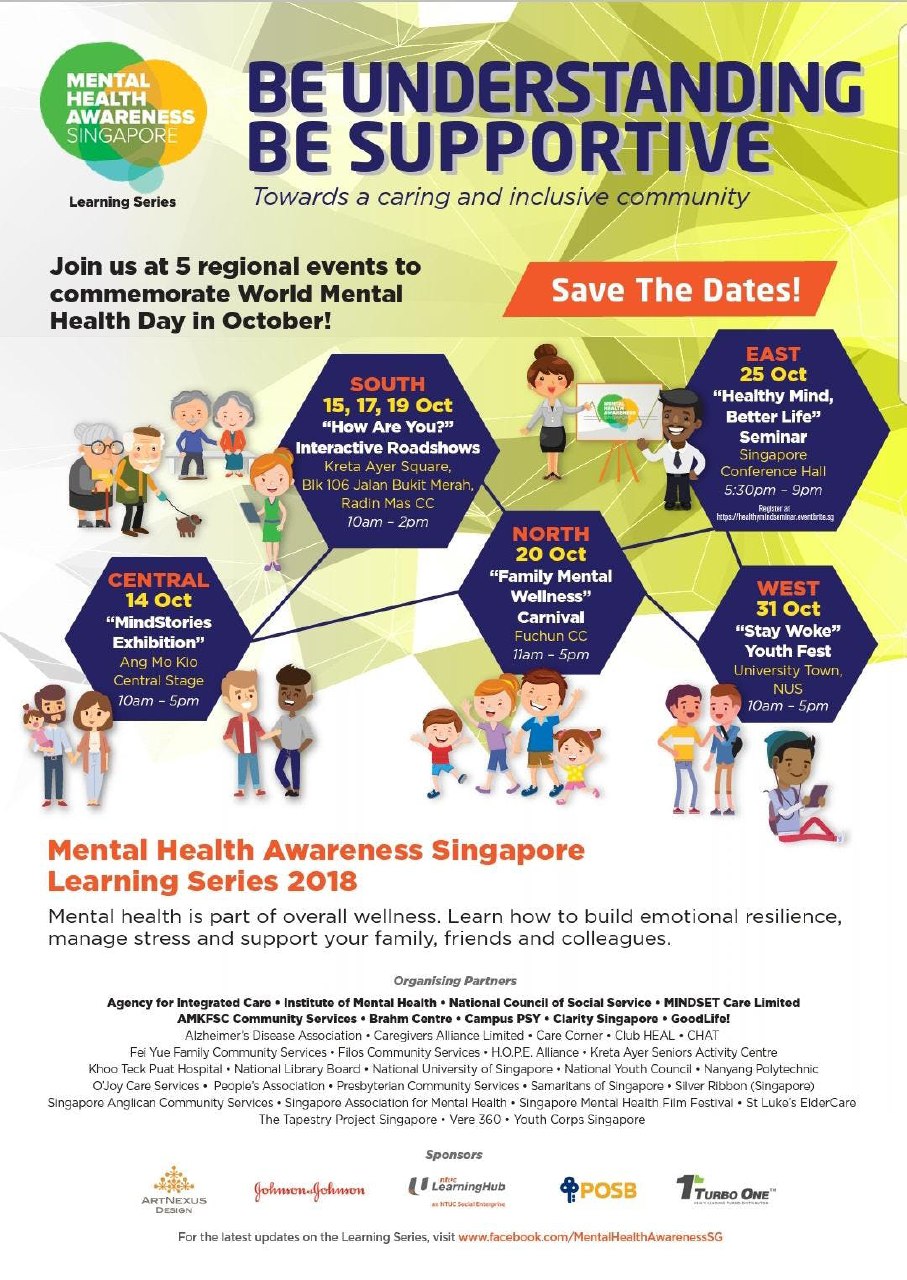 MENTAL
HEALTH
AWARENESS
SINGAPORE
Learning Series
BE UNDERSTANDING
BE SUPPORTIVE
Towards a caring and inclusive community
Join us at 5 regional events to
commemorate World Mental
Health Day in October!
Save The Dates!
SOUTH
15, 17, 19 Oct
“How Are You?”
Interactive Roadshows
Kreta Ayer Square,
Blk 106 Jalan Bukit Merah,
Radin Mas CC
10am – 2pm
MENTAL
HEALTH
AWARENESS
SINGAPORE
EAST
25 Oct
“Healthy Mind,
Better Life”
Seminar
Singapore
Conference Hall
5:30pm – 9pm
Register at
https://healthymindseminar.eventbrite.sg
CENTRAL
14 Oct
“MindStories
Exhibition”
Ang Mo Kio
Central Stage
10am – 5pm
NORTH
20 Oct
“Family Mental
Wellness”
Carnival
Fuchun CC
11am – 5pm
WEST
31 Oct
“Stay Woke”
Youth Fest
University Town,
NUS
10am – 5pm
Mental Health Awareness Singapore
Learning Series 2018
Mental health is part of overall wellness. Learn how to build emotional resilience,
manage stress and support your family, friends and colleagues.
Organising Partners
Agency for Integrated Care • Institute of Mental Health • National Council of Social Service • MINDSET Care Limited
AMKFSC Community Services • Brahm Centre • Campus PSY • Clarity Singapore • GoodLife!
Alzheimer’s Disease Association • Caregivers Alliance Limited • Care Corner • Club HEAL • CHAT
Fei Yue Family Community Services • Filos Community Services • H.O.P.E. Alliance • Kreta Ayer Seniors Activity Centre
Khoo Teck Puat Hospital • National Library Board • National University of Singapore • National Youth Council • Nanyang Polytechnic
O’Joy Care Services • People’s Association • Presbyterian Community Services • Samaritans of Singapore • Silver Ribbon (Singapore)
Singapore Anglican Community Services • Singapore Association for Mental Health • Singapore Mental Health Film Festival • St Luke’s ElderCare
The Tapestry Project Singapore • Vere 360 • Youth Corps Singapore
Sponsors
ARTNEXUS
DESIGN
Johnson & Johnson
ntuc
LearningHub
an NTUC Social Enterprise
POSB
1
TURBO ONE™
For the latest updates on the Learning Series, visit www.facebook.com/MentalHealthAwarenessSG